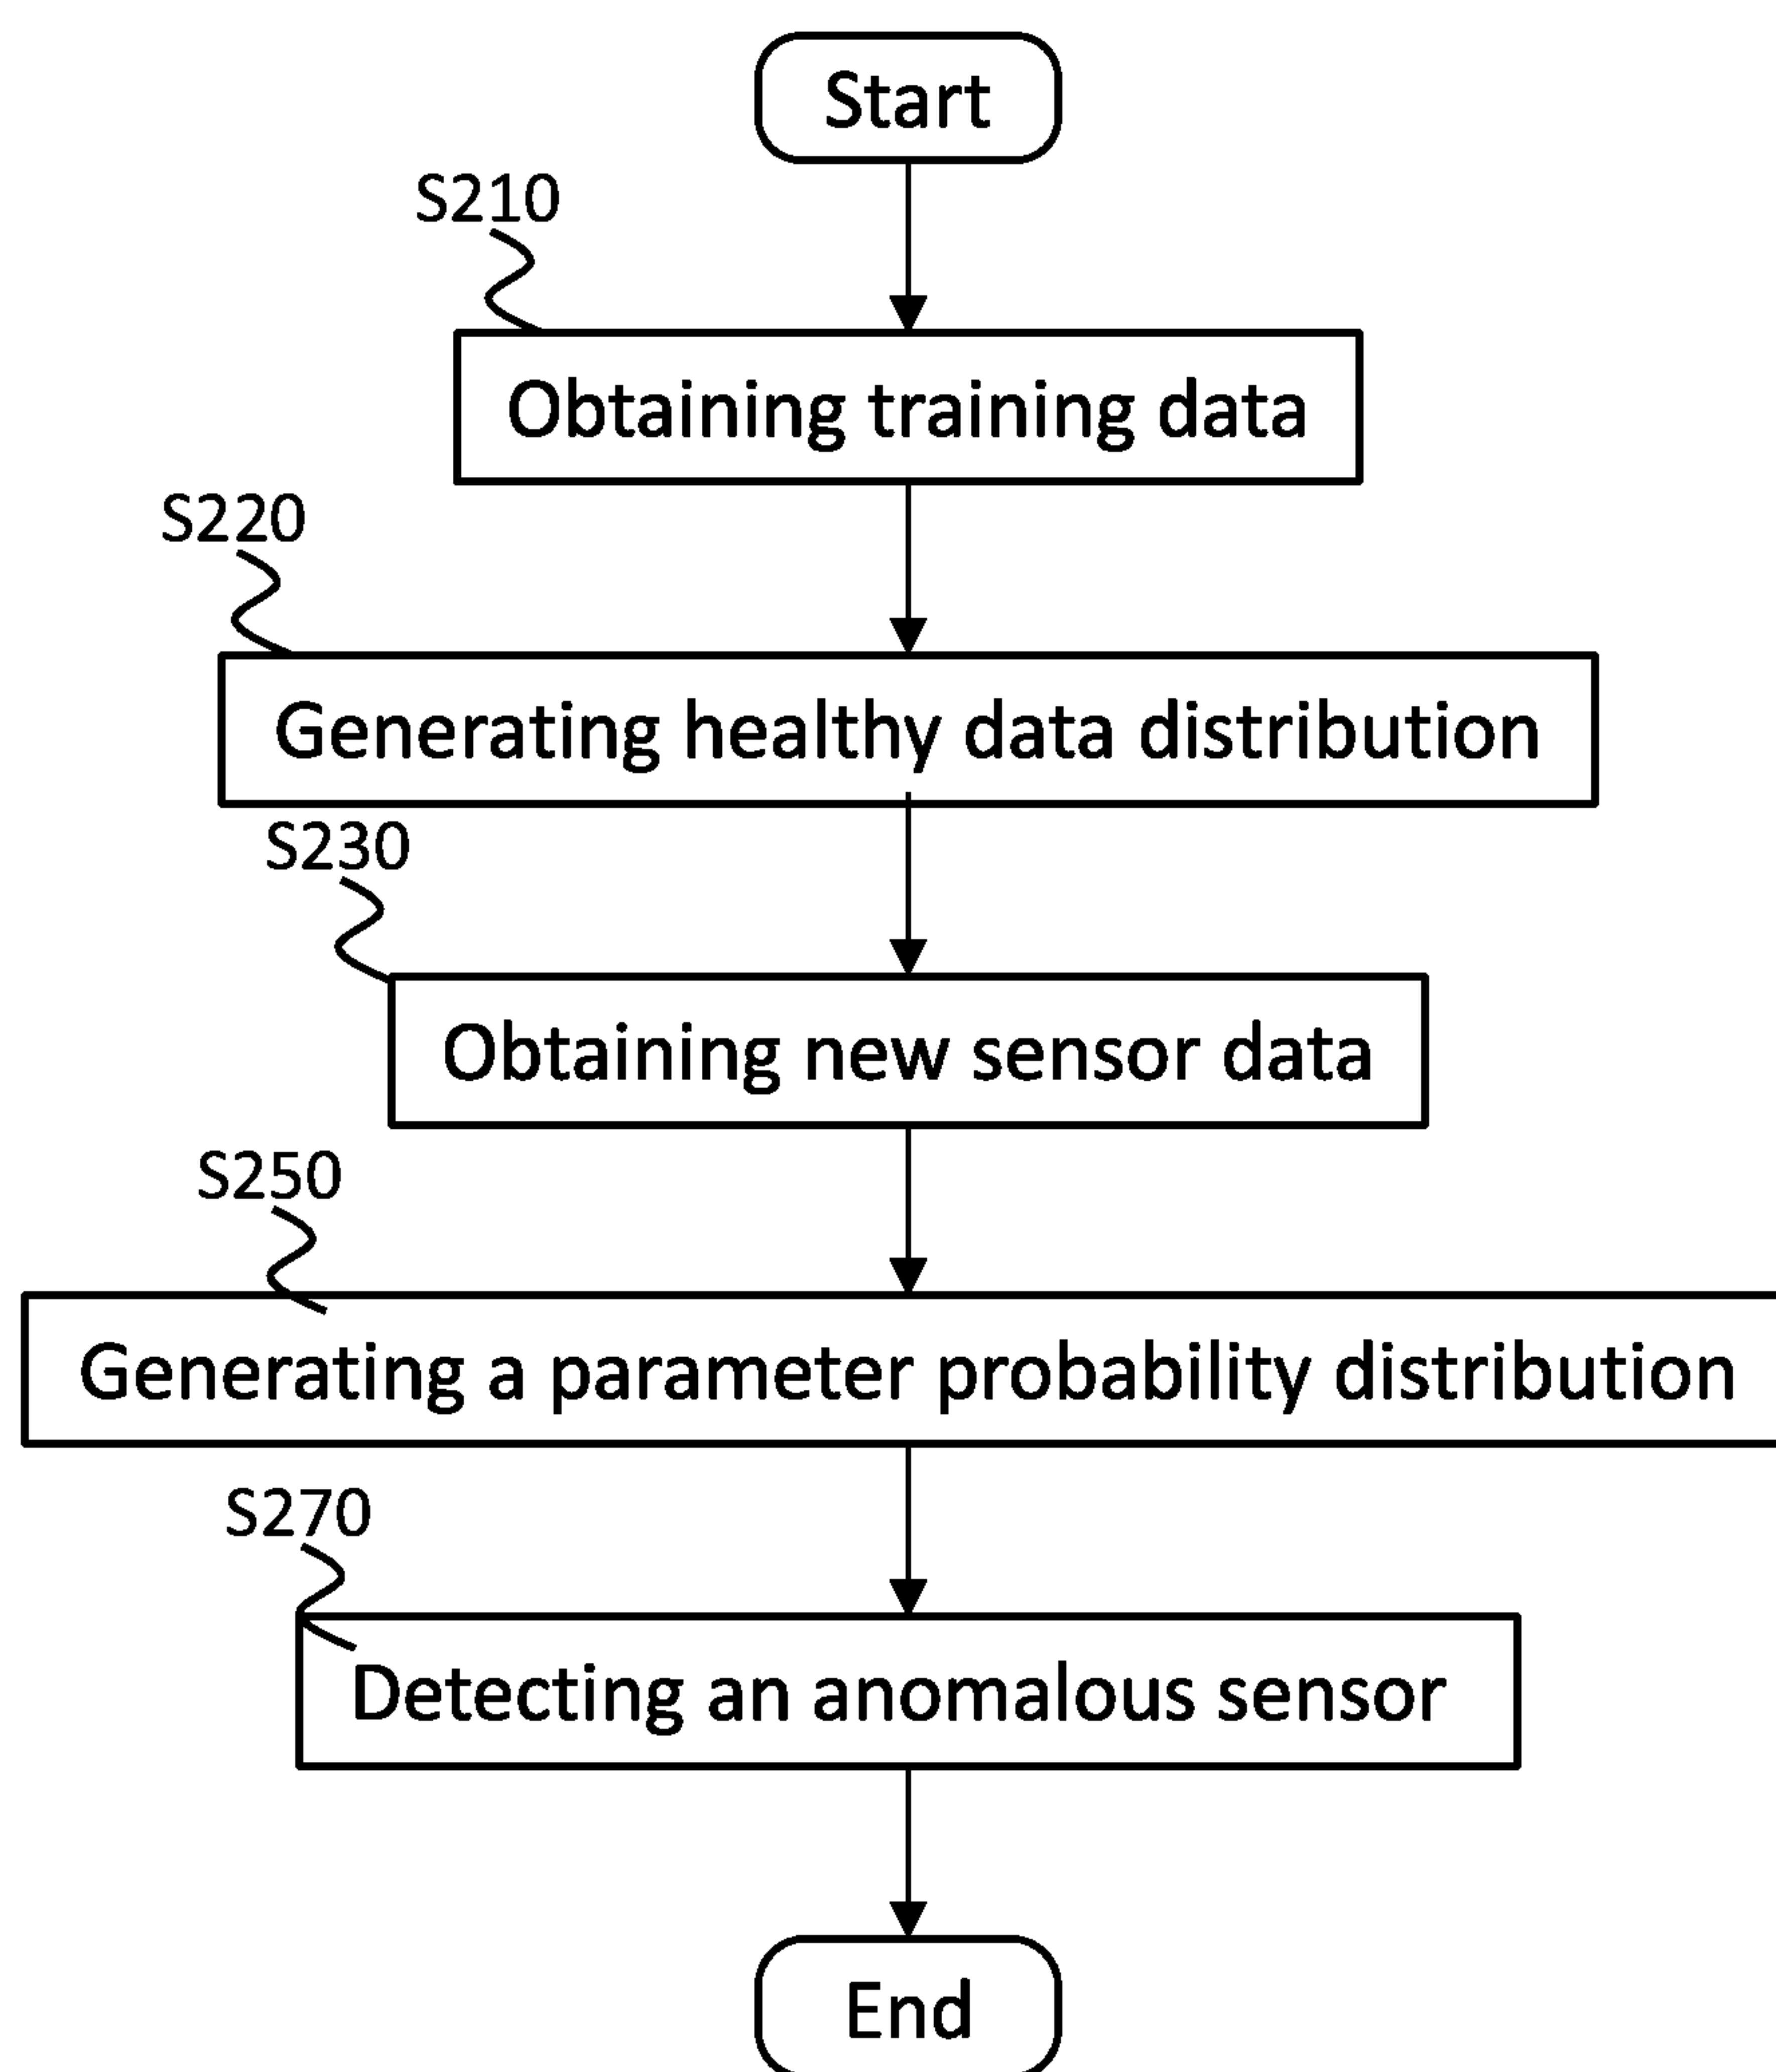 Start
S210
Obtaining training data
S220
Generating healthy data distribution
S230
Obtaining new sensor data
S250
Generating a parameter probability distribution
S270
Detecting an anomalous sensor
End